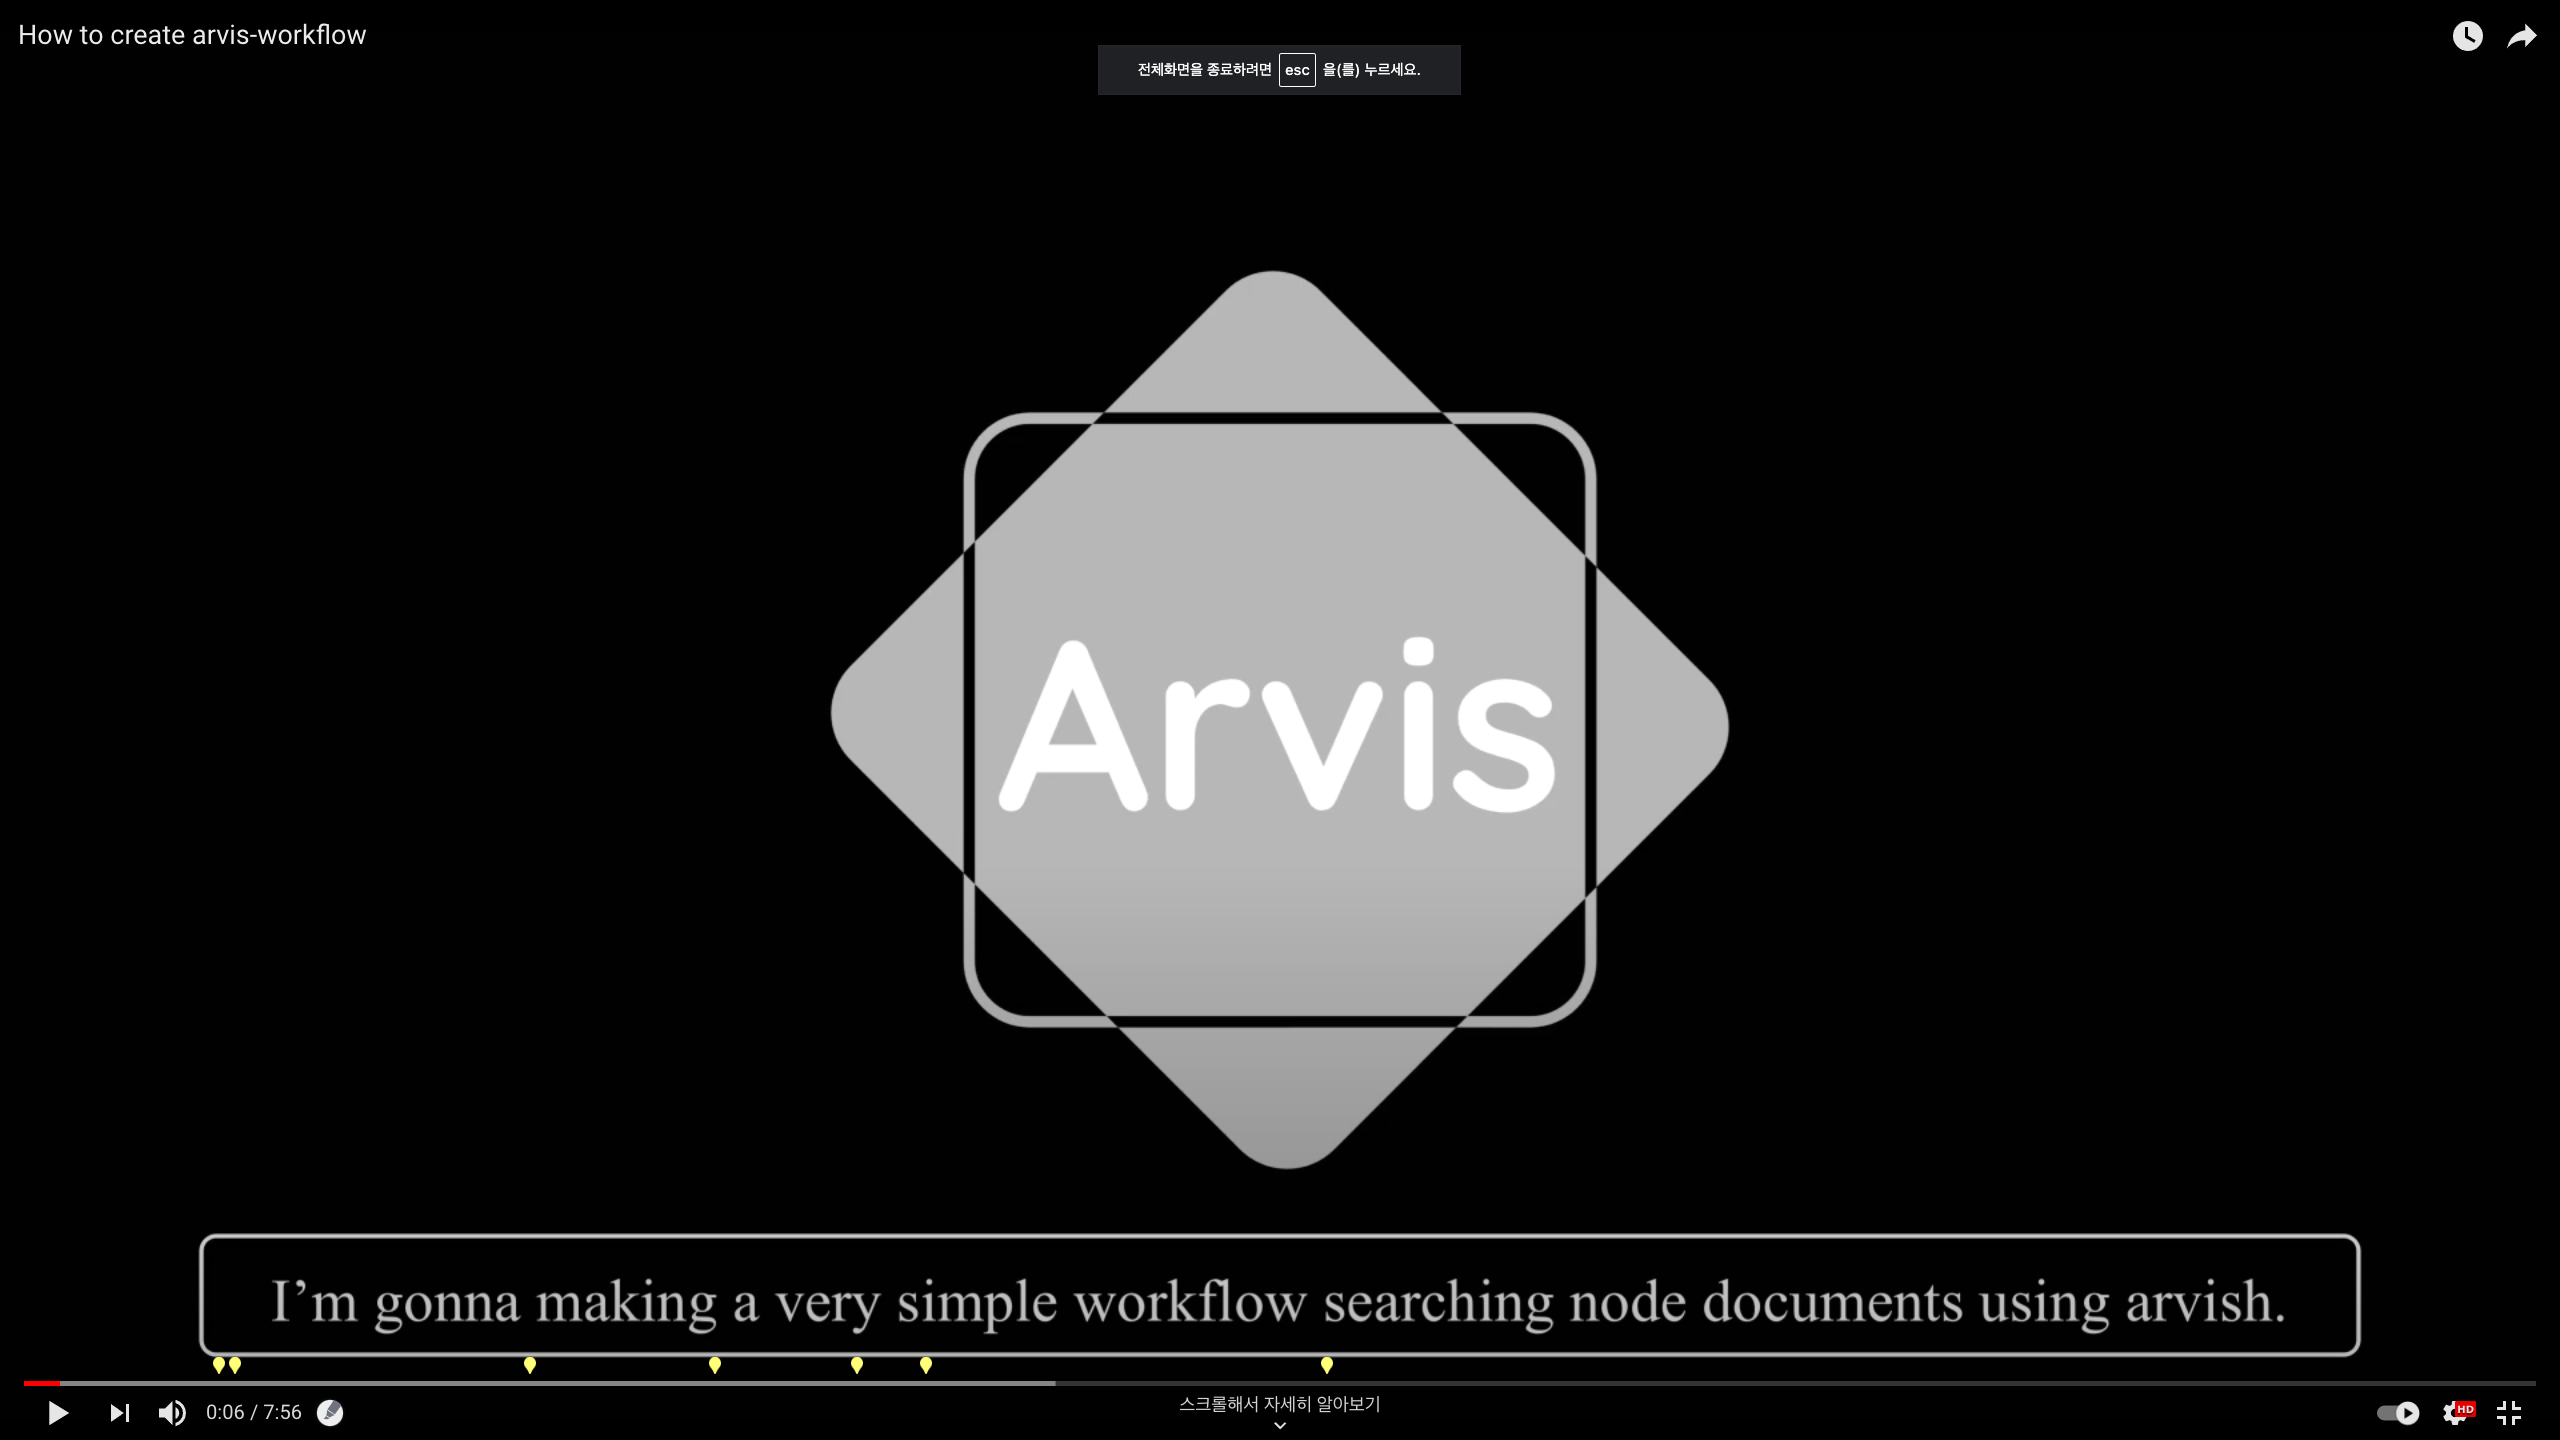 How to create arvis-workflow
전체화면을 종료하려면 esc 을(를) 누르세요.
Arvis
I’m gonna making a very simple workflow searching node documents using arvish.
0:06 / 7:56
스크롤해서 자세히 알아보기
HD